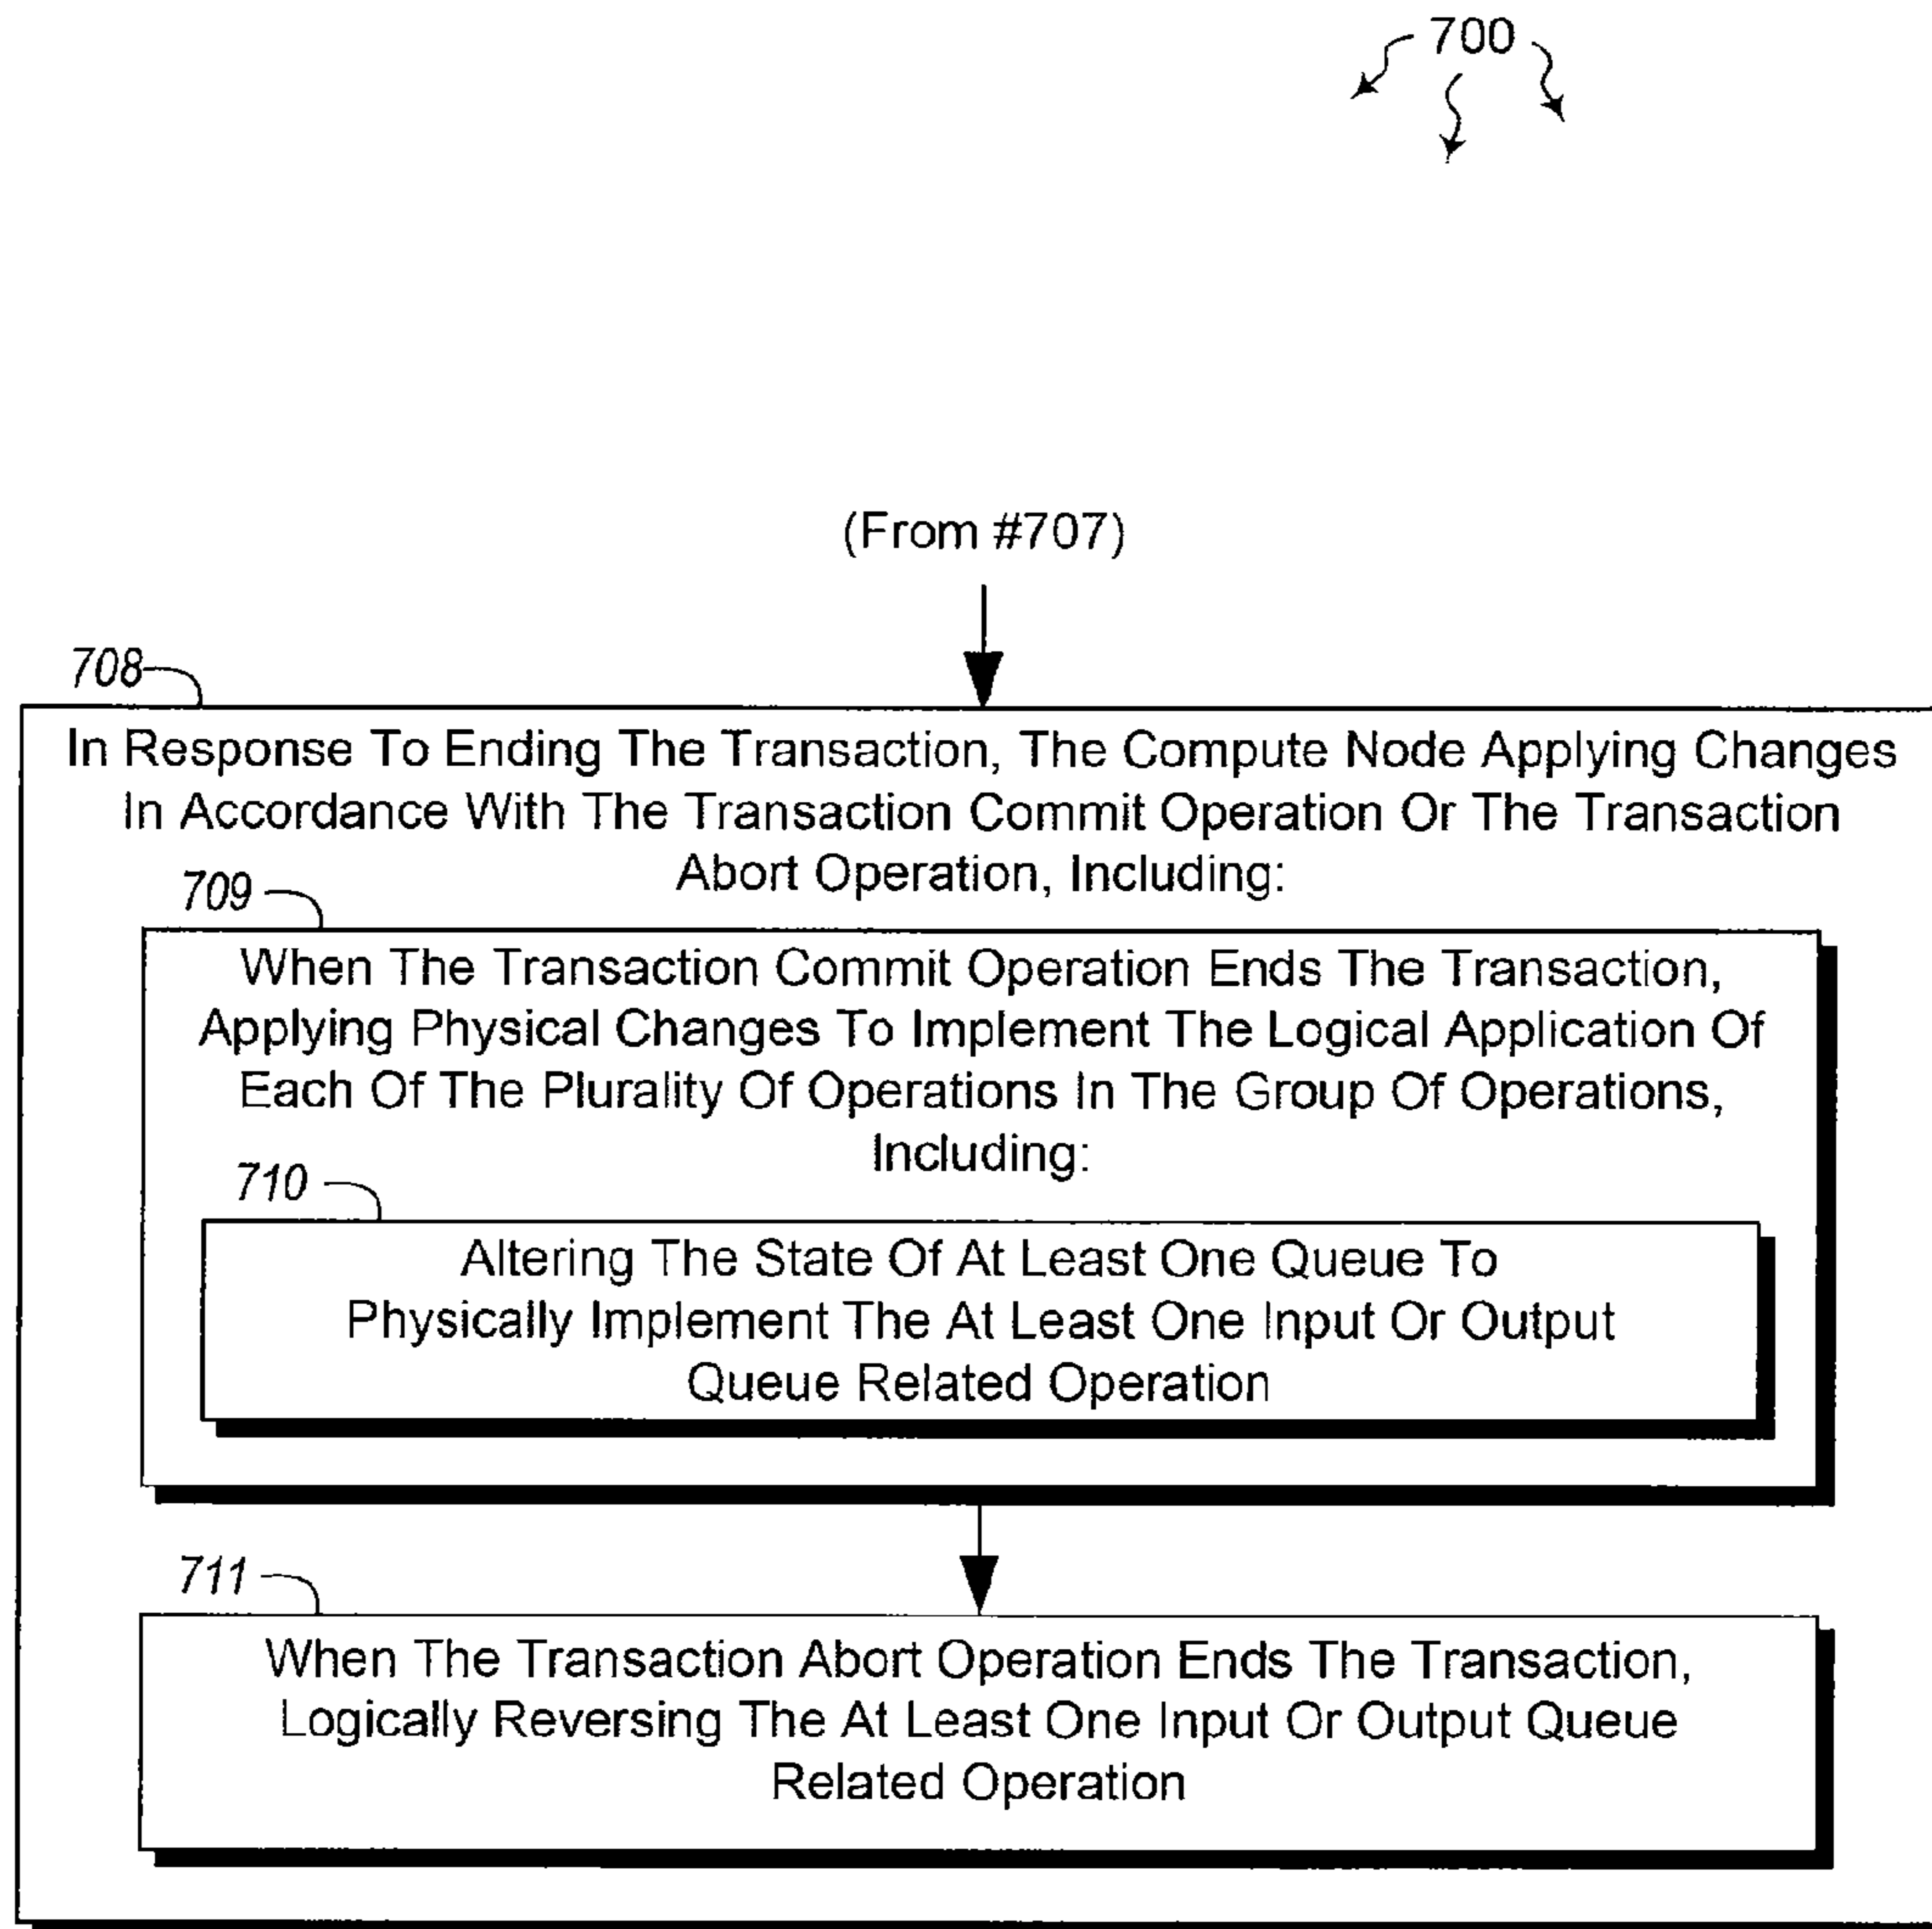 700
(From #707)
708
In Response To Ending The Transaction, The Compute Node Applying Changes
In Accordance With The Transaction Commit Operation Or The Transaction
Abort Operation, Including:
709
When The Transaction Commit Operation Ends The Transaction,
Applying Physical Changes To Implement The Logical Application Of
Each Of The Plurality Of Operations In The Group Of Operations,
Including:
710
Altering The State Of At Least One Queue To
Physically Implement The At Least One Input Or Output
Queue Related Operation
711
When The Transaction Abort Operation Ends The Transaction,
Logically Reversing The At Least One Input Or Output Queue
Related Operation